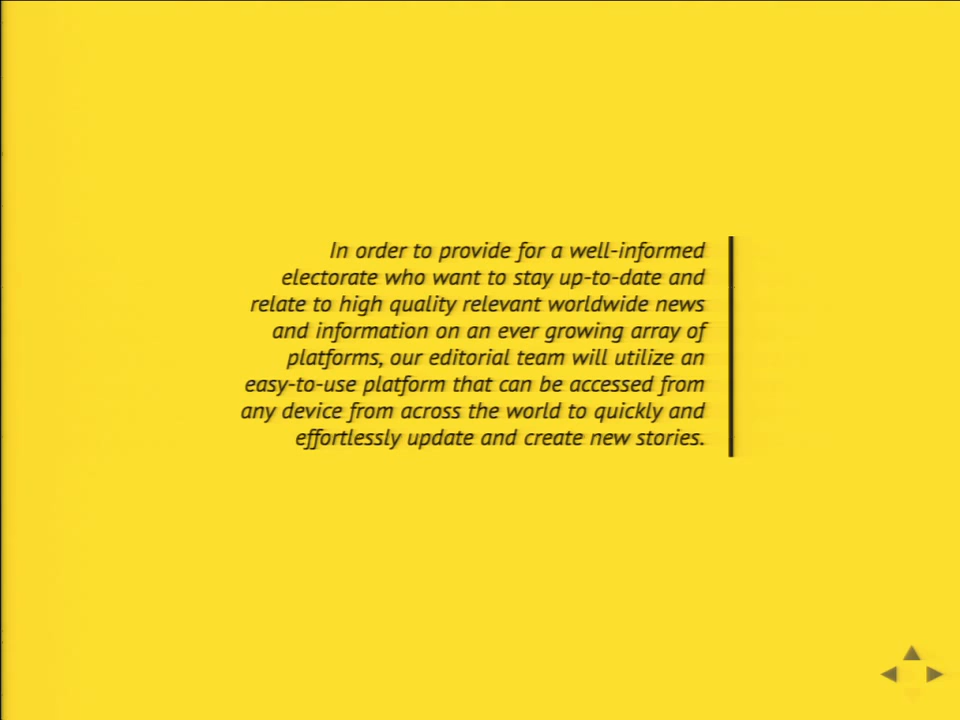 In order to provide for a well-informed
electorate who want to stay up-to-date and
relate to high quality relevant worldwide news
and information on an ever growing array of
platforms, our editorial team will utilize an
easy-to-use platform that can be accessed from
any device from across the world to quickly and
effortlessly update and create new stories.